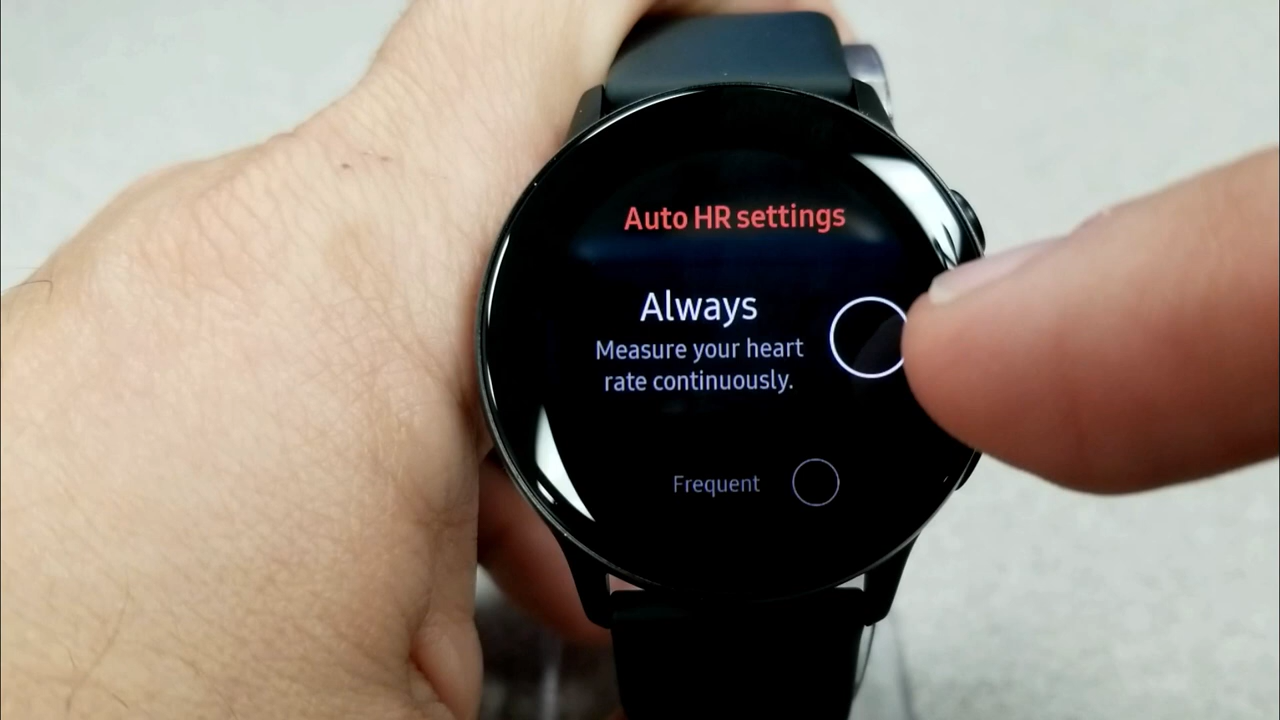 Auto HR settings
Always
Measure your heart
rate continuously.
Frequent